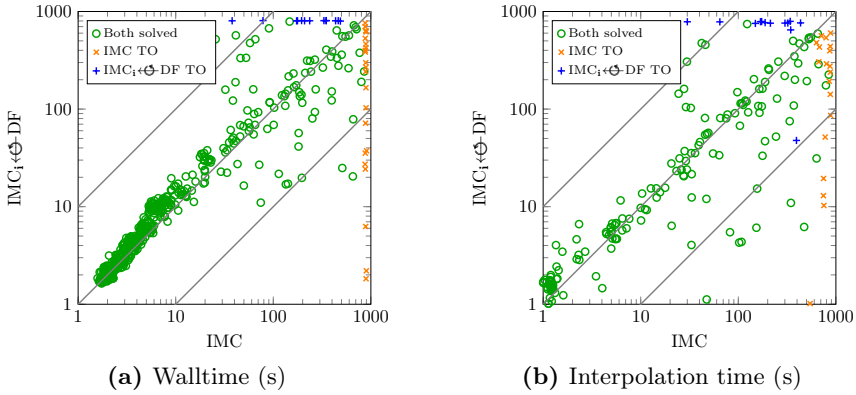 1000
100
10
1
1 10 100 1000
IMC
IMCᵢ←-DF
Both solved
IMC TO
IMCᵢ←-DF TO
(a) Walltime (s)
1000
100
10
1
1 10 100 1000
IMC
IMCᵢ←-DF
Both solved
IMC TO
IMCᵢ←-DF TO
(b) Interpolation time (s)